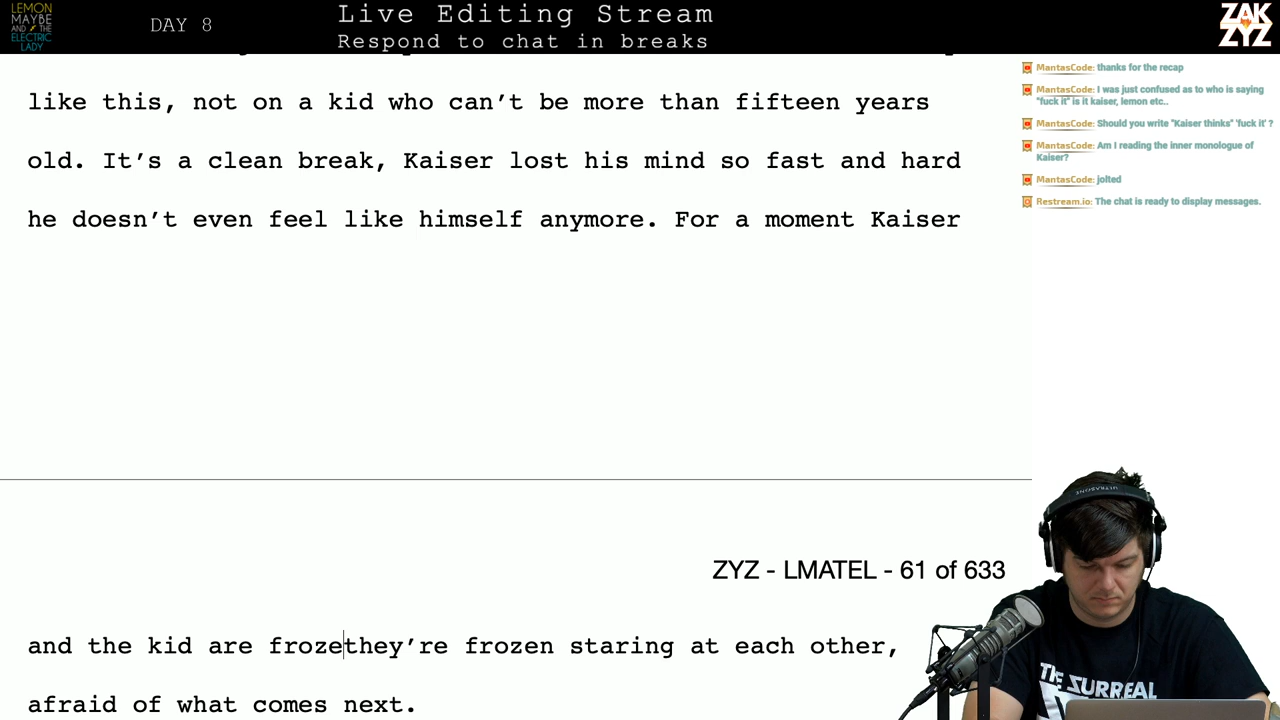 LEMON
MAYBE
AND THE
ELECTRIC
LADY
DAY 8
Live Editing Stream
Respond to chat in breaks
ZAK
ZYZ
like this, not on a kid who can’t be more than fifteen years
old. It’s a clean break, Kaiser lost his mind so fast and hard
he doesn’t even feel like himself anymore. For a moment Kaiser
ZYZ - LMATEL - 61 of 633
and the kid are frozethey’re frozen staring at each other,
afraid of what comes next.
MantasCode: thanks for the recap
MantasCode: I was just confused as to who is saying
"fuck it" is it kaiser, lemon etc..
MantasCode: Should you write "Kaiser thinks" 'fuck it' ?
MantasCode: Am I reading the inner monologue of
Kaiser?
MantasCode: jolted
Restream.io: The chat is ready to display messages.
ULTRASONE
THE SURREAL